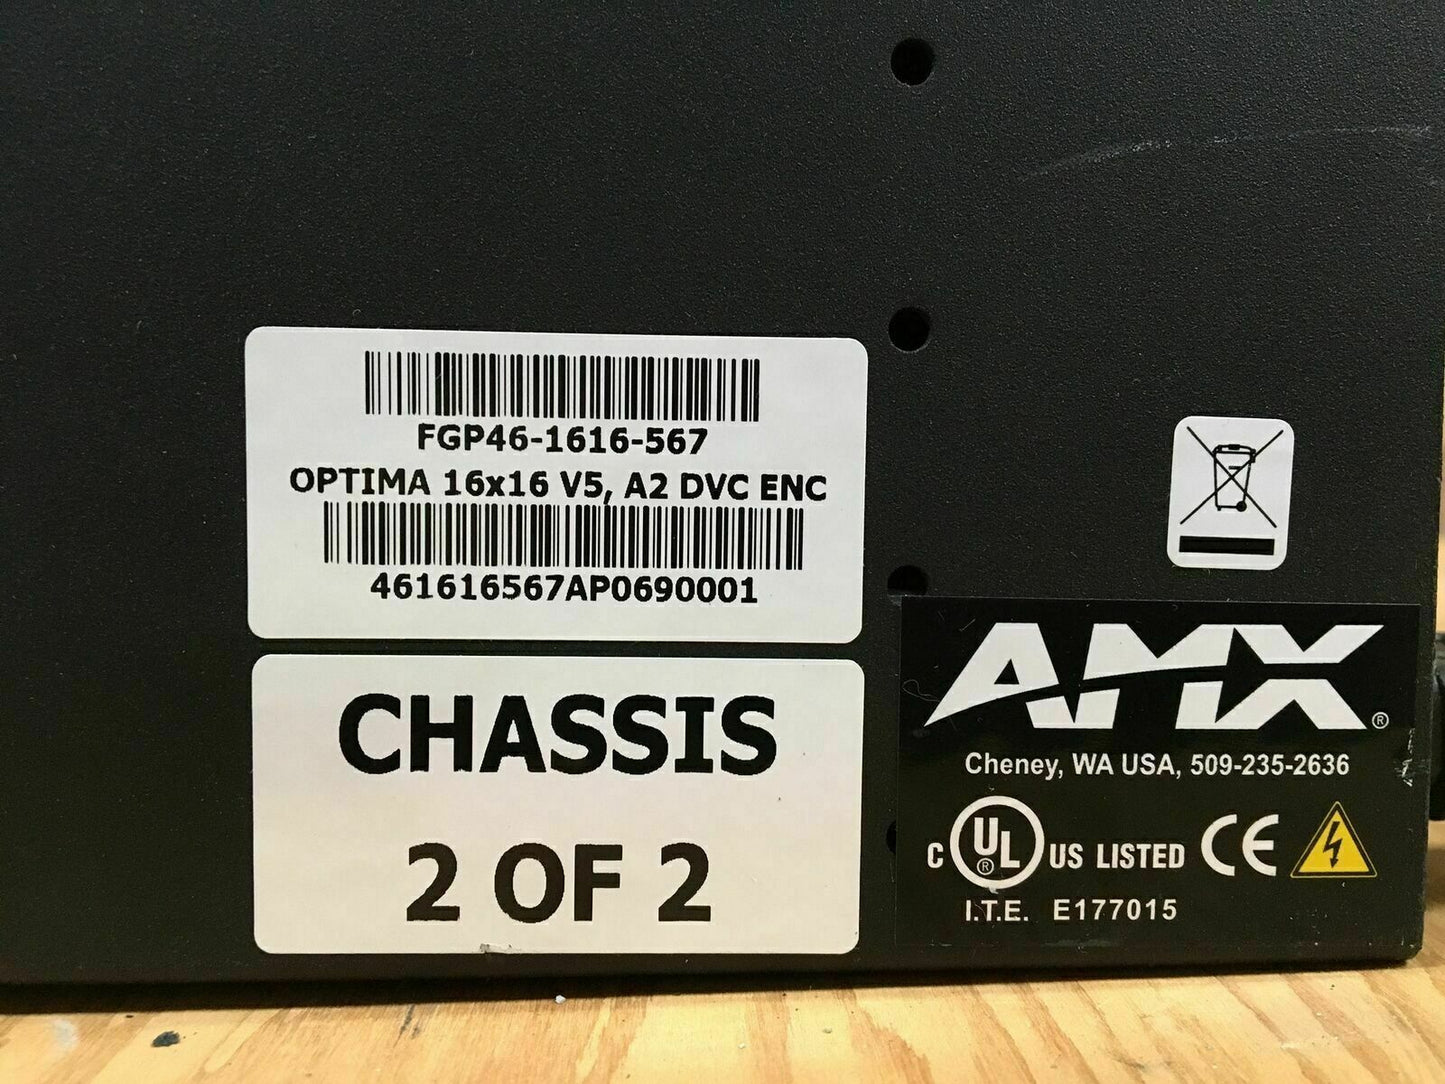 FGP46-1616-567
OPTIMA 16x16 V5, A2 DVC ENC
461616567AP0690001
CHASSIS
2 OF 2
AMX®
Cheney, WA USA, 509-235-2636
C UL® US LISTED CE
I.T.E. E177015